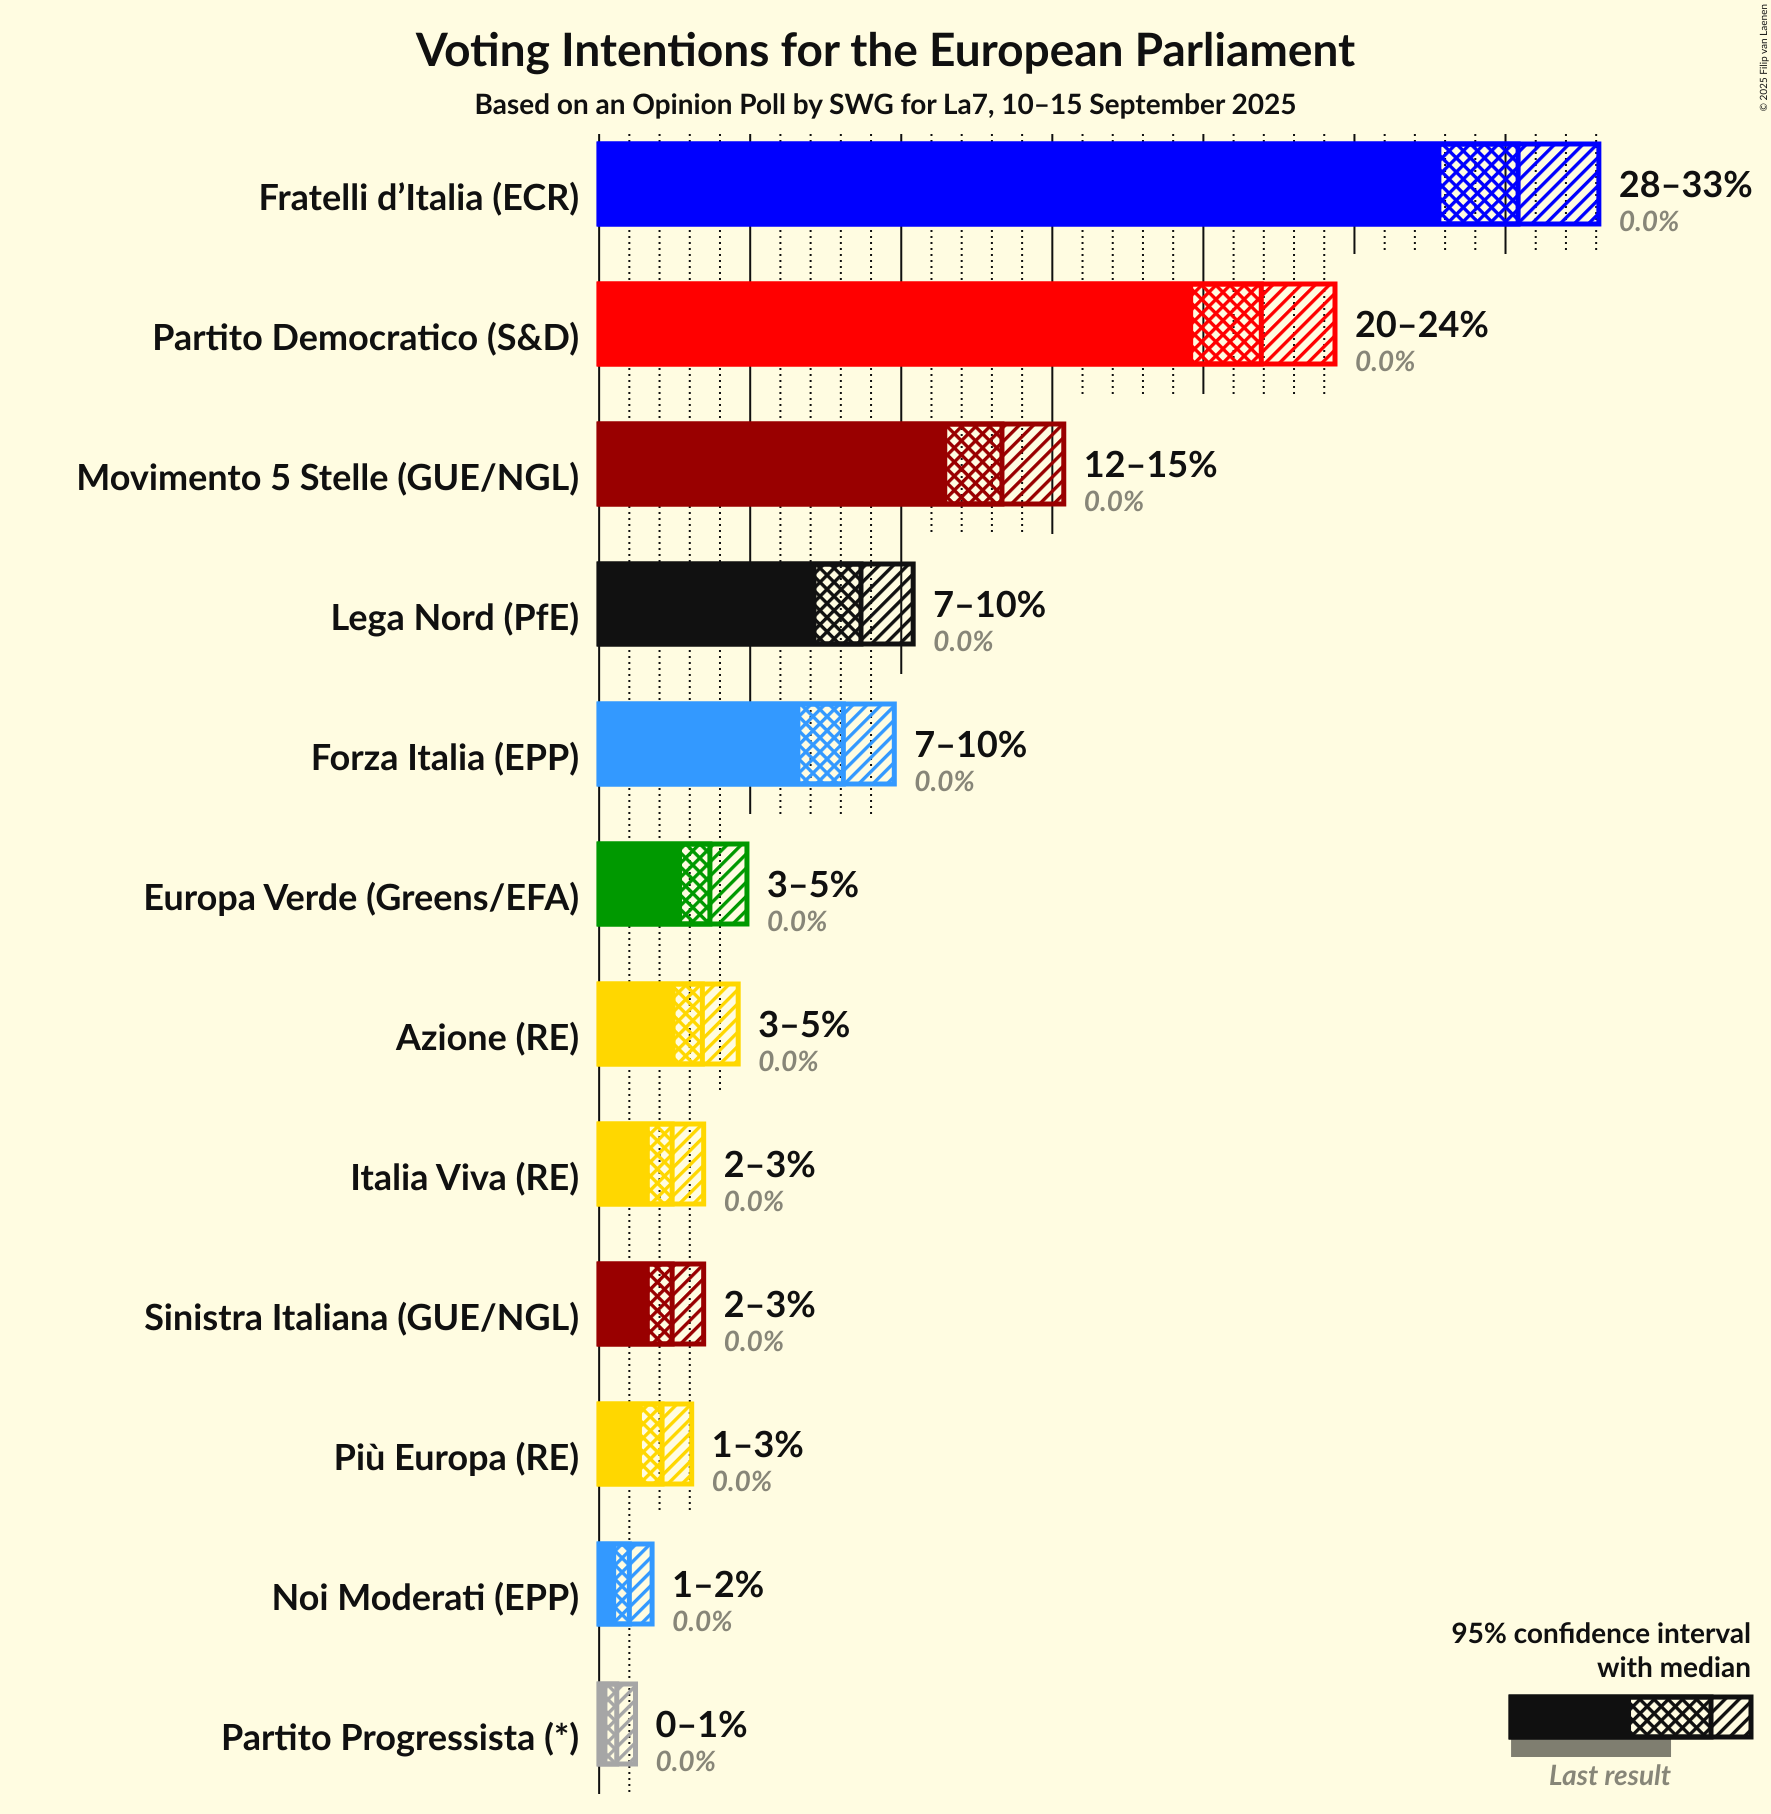 Voting Intentions for the European Parliament
Based on an Opinion Poll by SWG for La7, 10–15 September 2025
© 2025 Filip van Laenen
Fratelli d’Italia (ECR)
28–33%
0.0%
Partito Democratico (S&D)
20–24%
0.0%
Movimento 5 Stelle (GUE/NGL)
12–15%
0.0%
Lega Nord (PfE)
7–10%
0.0%
Forza Italia (EPP)
7–10%
0.0%
Europa Verde (Greens/EFA)
3–5%
0.0%
Azione (RE)
3–5%
0.0%
Italia Viva (RE)
2–3%
0.0%
Sinistra Italiana (GUE/NGL)
2–3%
0.0%
Più Europa (RE)
1–3%
0.0%
Noi Moderati (EPP)
1–2%
0.0%
Partito Progressista (*)
0–1%
0.0%
95% confidence interval
with median
Last result